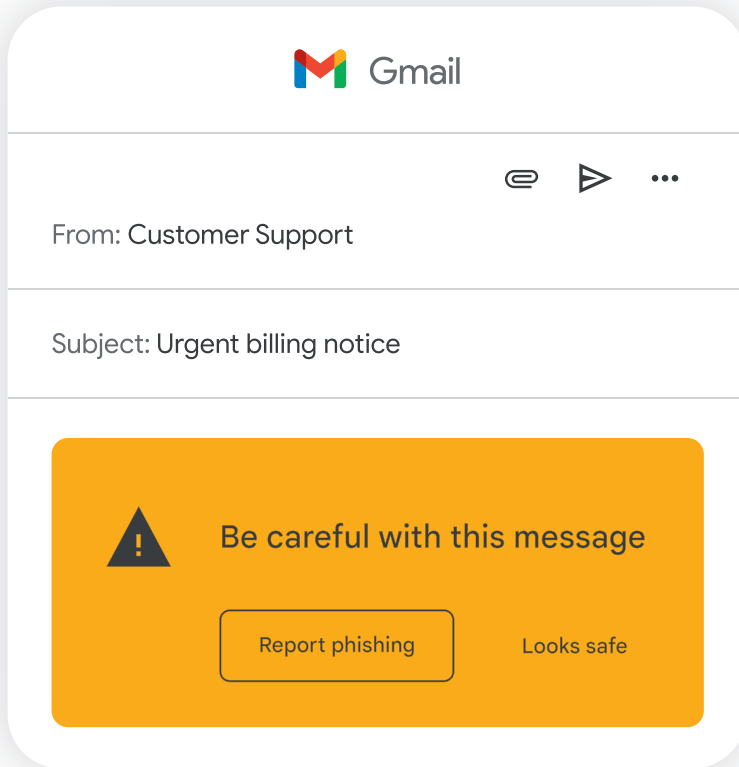 Gmail
From: Customer Support
Subject: Urgent billing notice
Be careful with this message
Report phishing
Looks safe